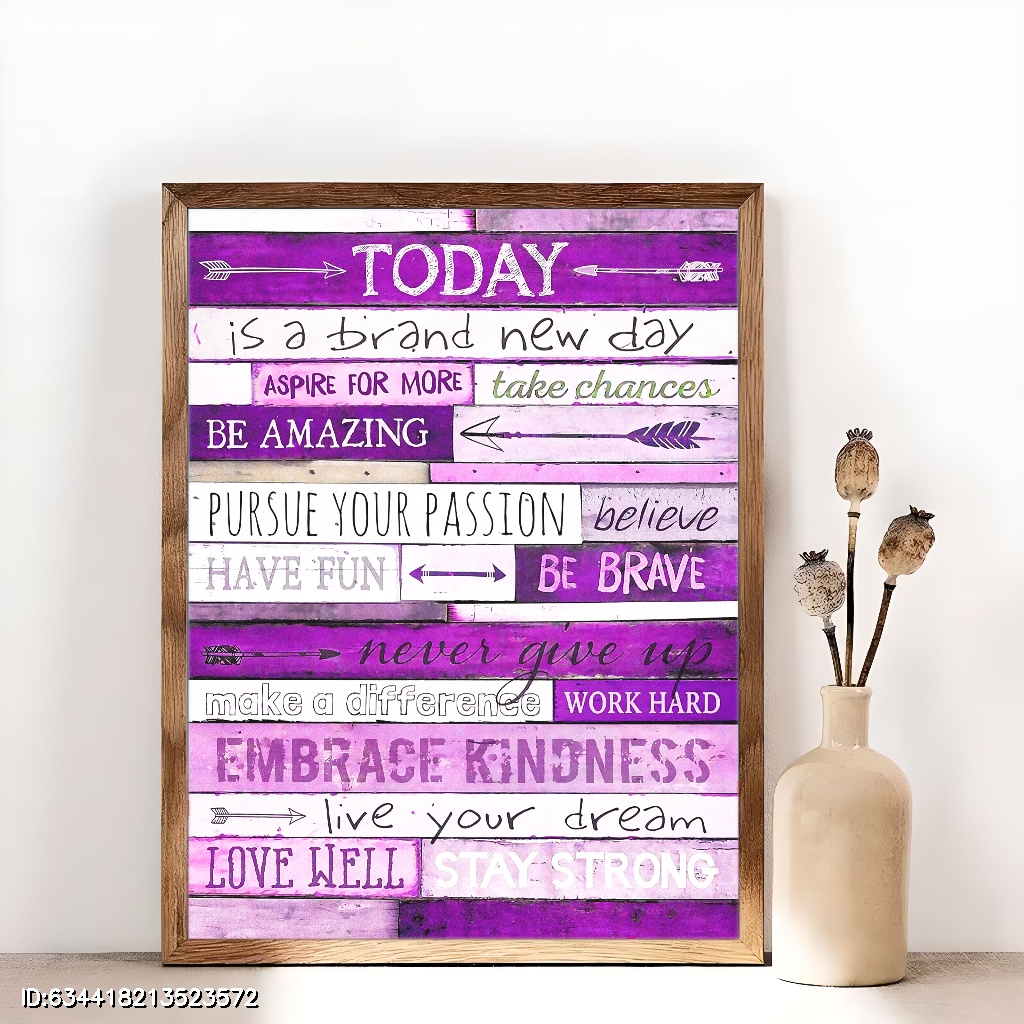 TODAY
is a brand new day
ASPIRE FOR MORE take chances
BE AMAZING
PURSUE YOUR PASSION believe
HAVE FUN BE BRAVE
never give up
make a difference WORK HARD
EMBRACE KINDNESS
live your dream
LOVE WELL STAY STRONG
ID:634418213523572